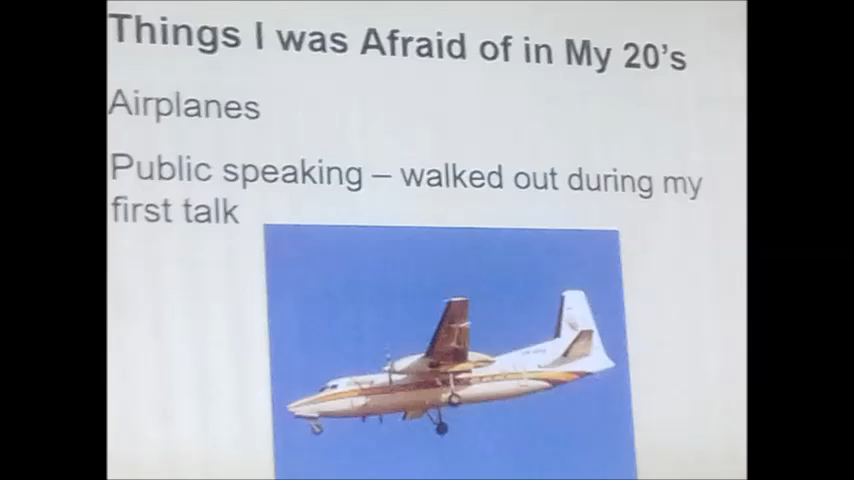 Things I was Afraid of in My 20's
Airplanes
Public speaking – walked out during my
first talk